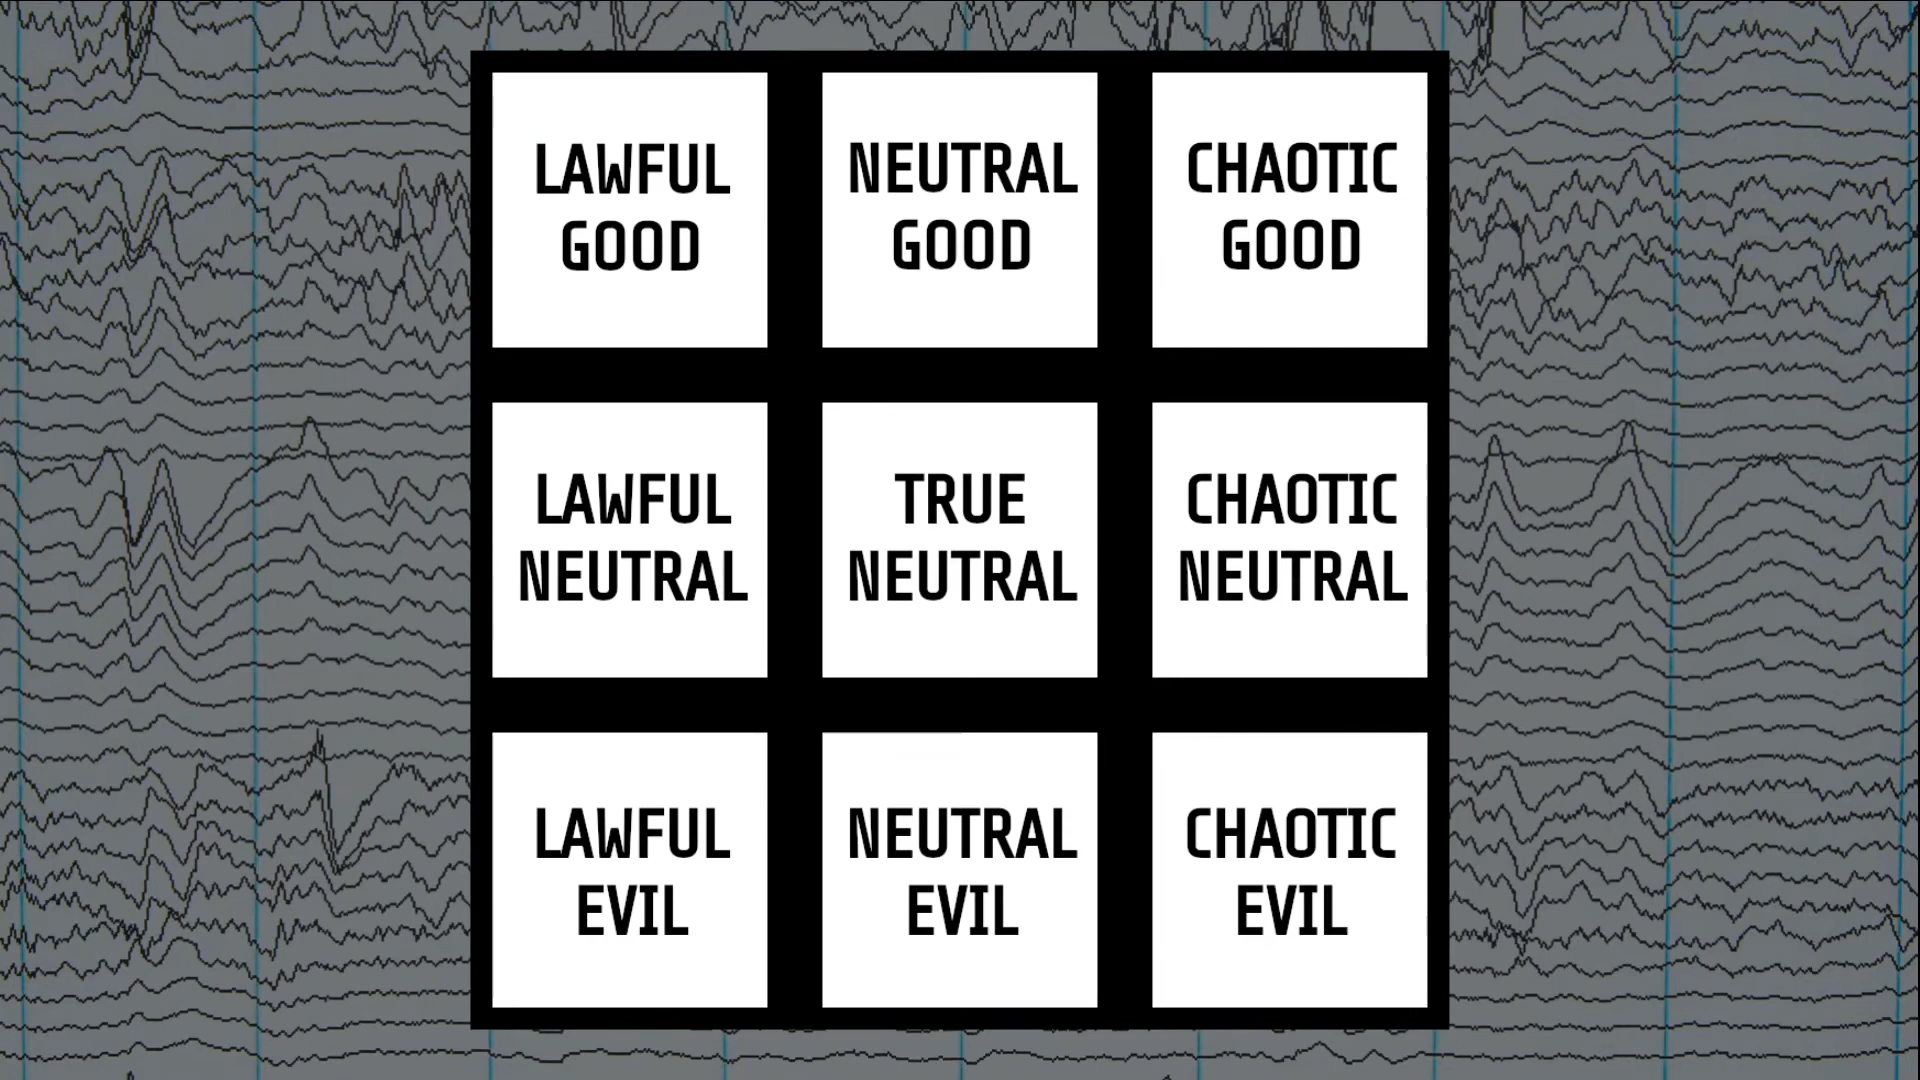 LAWFUL
GOOD
NEUTRAL
GOOD
CHAOTIC
GOOD
LAWFUL
NEUTRAL
TRUE
NEUTRAL
CHAOTIC
NEUTRAL
LAWFUL
EVIL
NEUTRAL
EVIL
CHAOTIC
EVIL